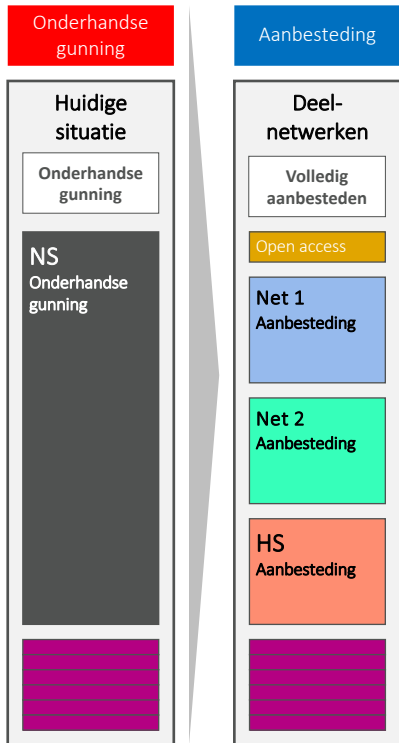 Onderhandse
gunning
Huidige
situatie
Onderhandse
gunning
NS
Onderhandse
gunning
Aanbesteding
Deel-
netwerken
Volledig
aanbesteden
Open access
Net 1
Aanbesteding
Net 2
Aanbesteding
HS
Aanbesteding